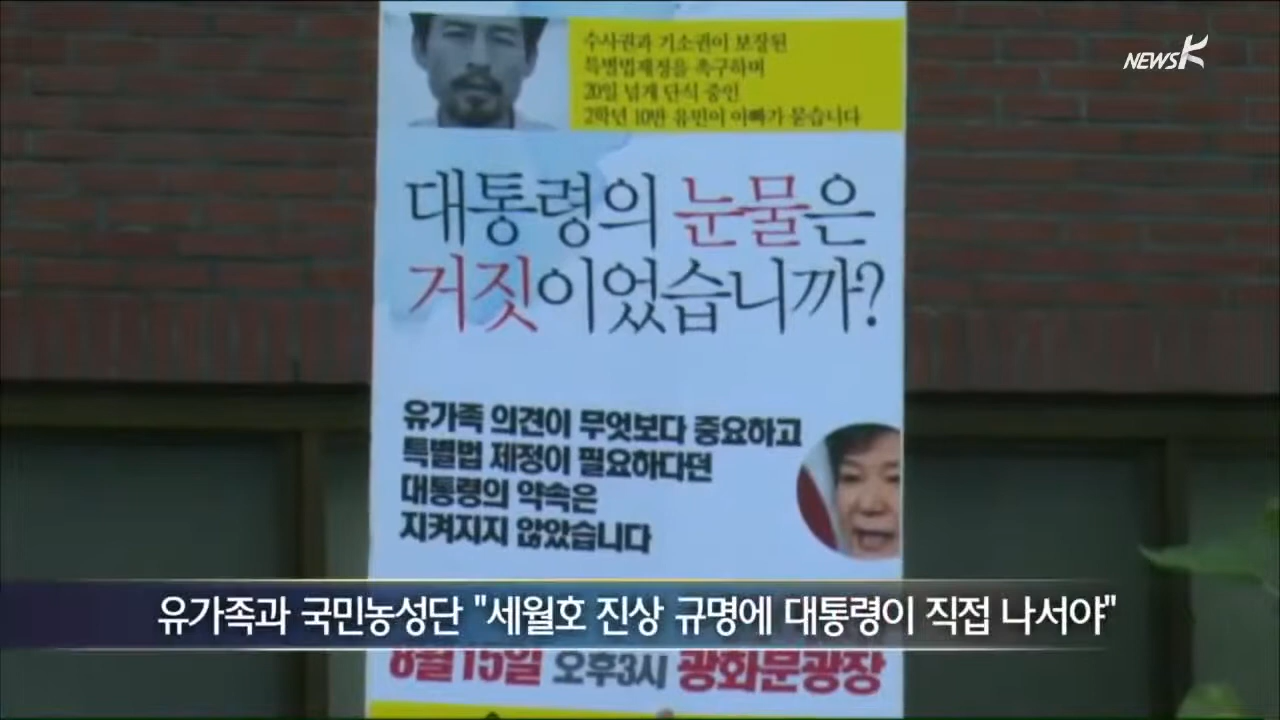 NEWS K
수사권과 기소권이 보장된
특별법제정을 촉구하며
20일 넘게 단식 중인
2학년 10반 유민이 아빠가 묻습니다
대통령의 눈물은
거짓이었습니까?
유가족 의견이 무엇보다 중요하고
특별법 제정이 필요하다던
대통령의 약속은
지켜지지 않았습니다
유가족과 국민농성단 "세월호 진상 규명에 대통령이 직접 나서야"
8월15일 오후3시 광화문광장